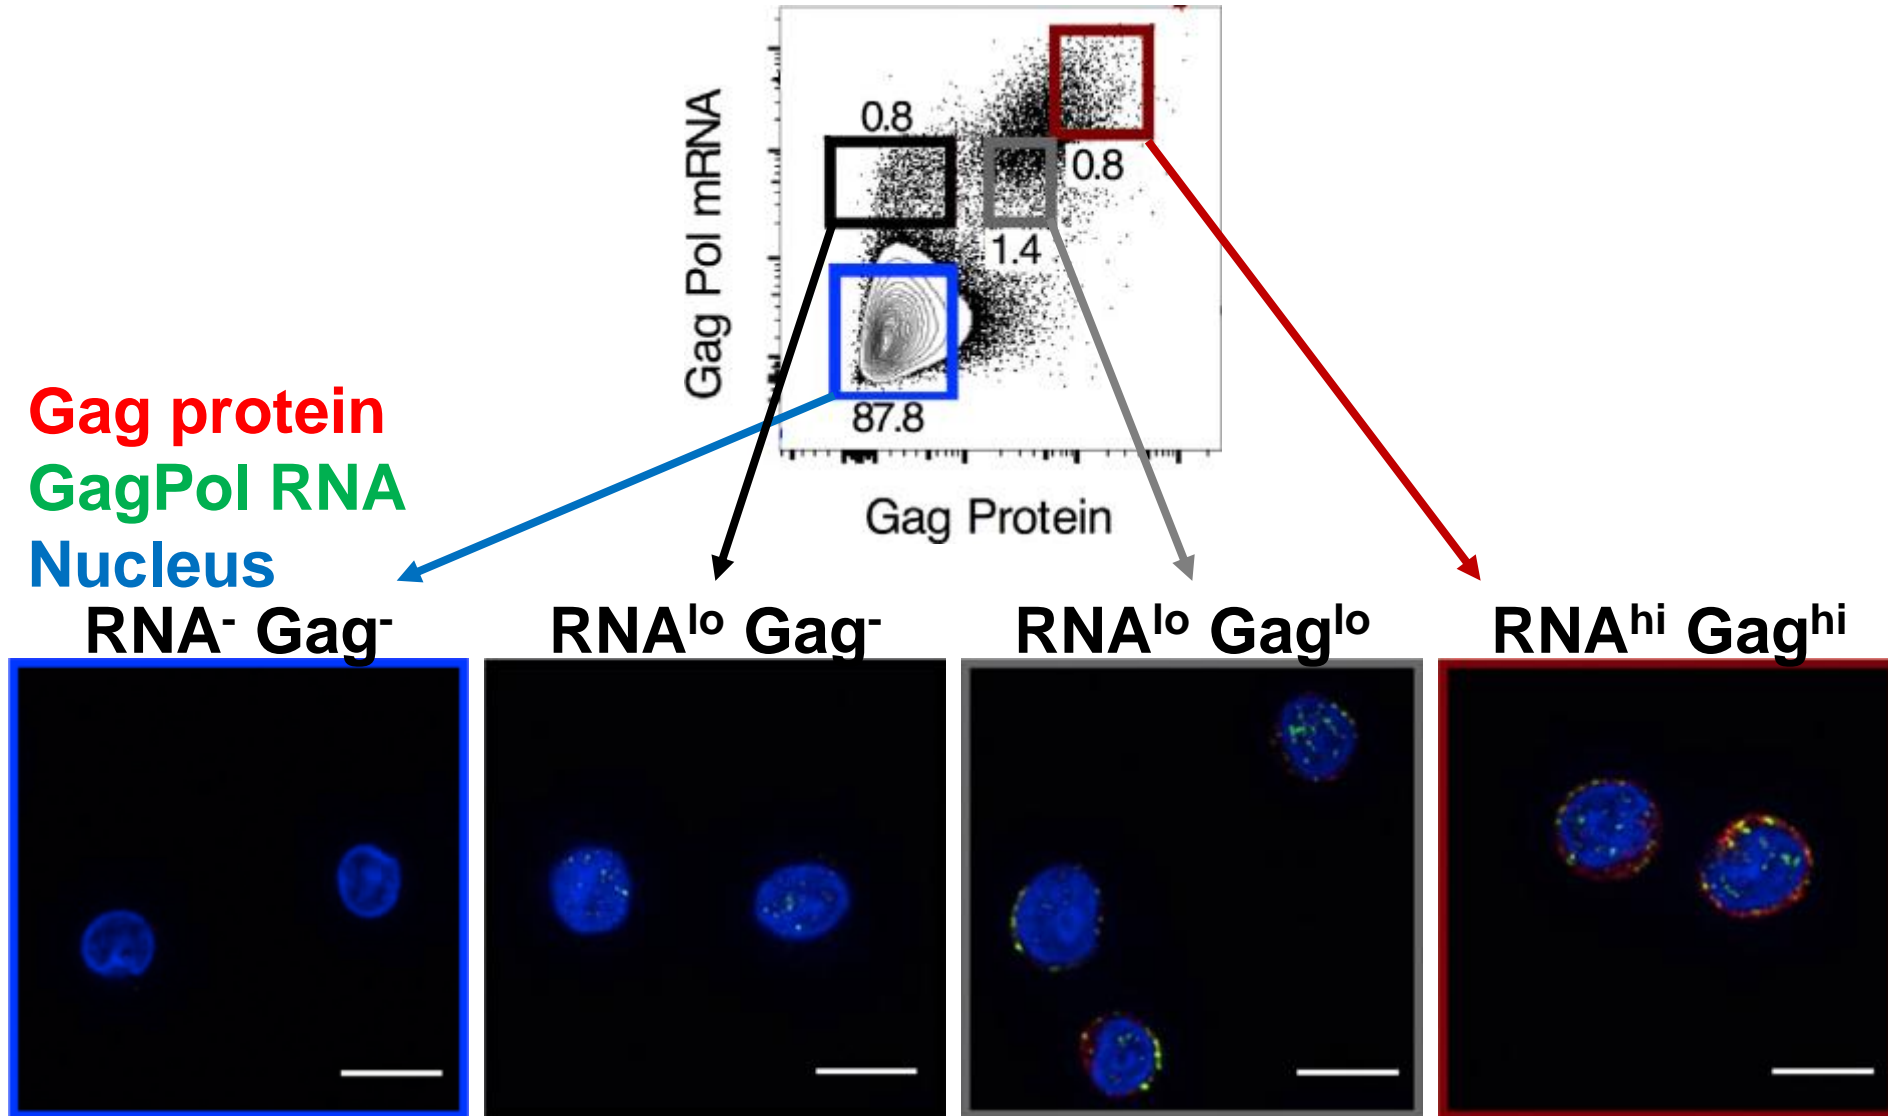 Gag Pol mRNA
0.8
0.8
1.4
87.8
Gag Protein
Gag protein
GagPol RNA
Nucleus
RNA⁻ Gag⁻
RNAˡᵒ Gag⁻
RNAˡᵒ Gagˡᵒ
RNAʰⁱ Gagʰⁱ